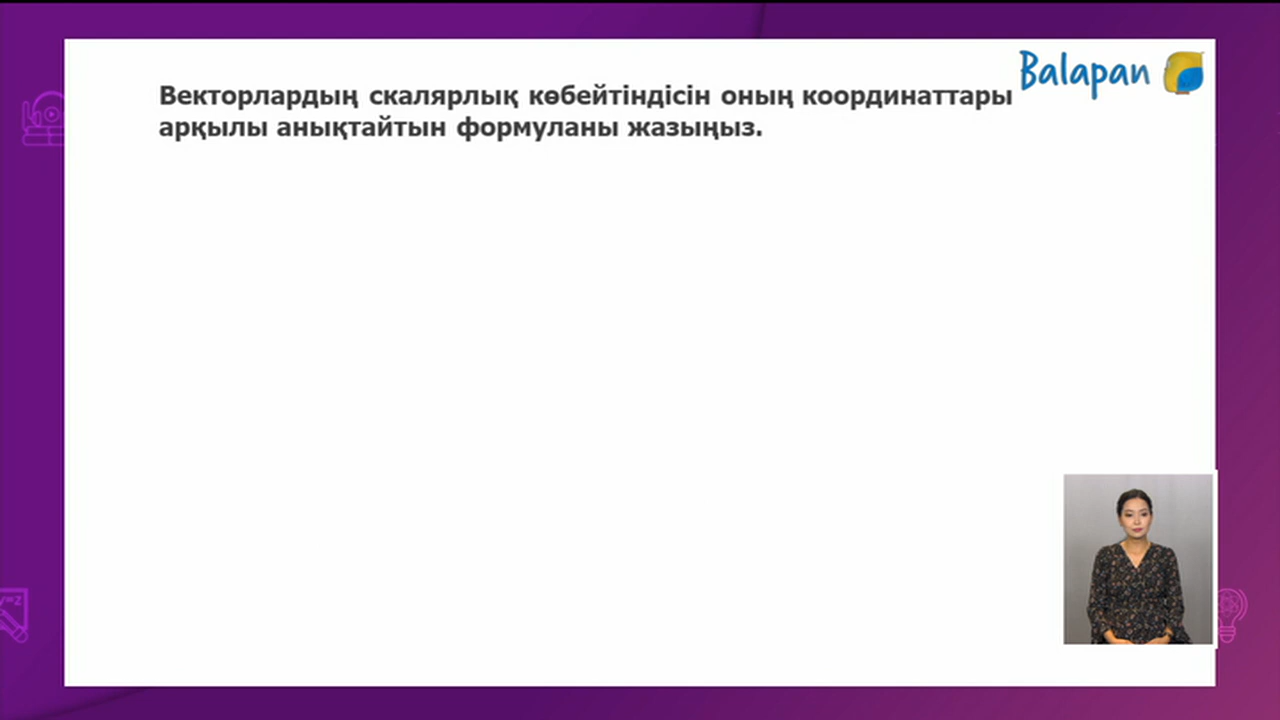 Balapan
Векторлардың скалярлық көбейтіндісін оның координаттары
арқылы анықтайтын формуланы жазыңыз.
y=z